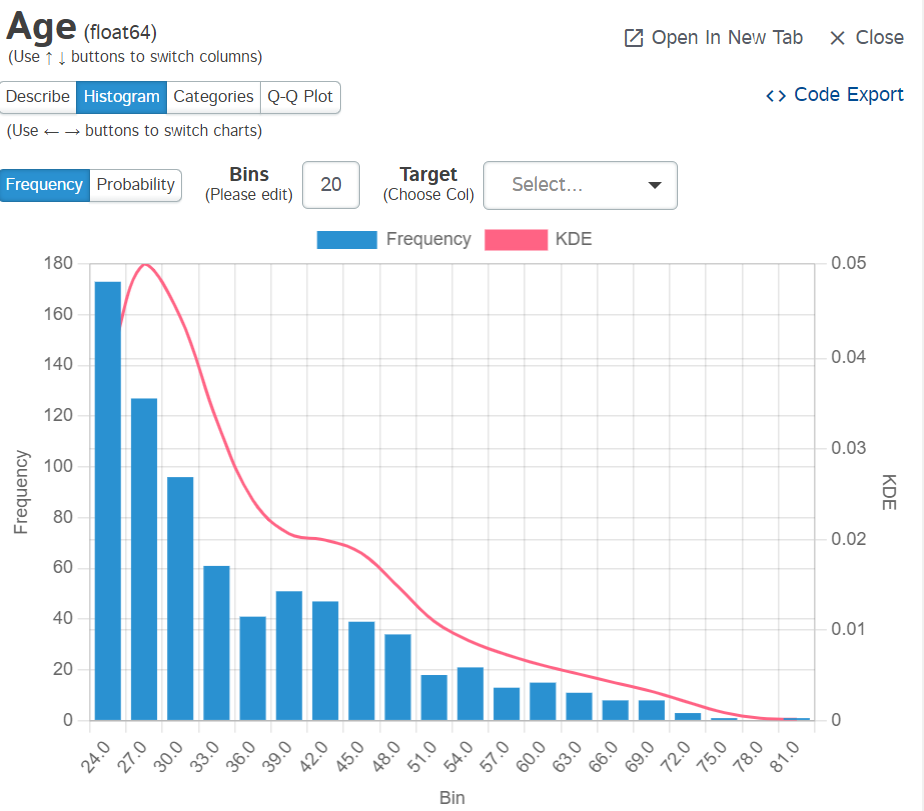 Age (float64)
(Use ↑ ↓ buttons to switch columns)
Open In New Tab
Close
Describe
Histogram
Categories
Q-Q Plot
Code Export
(Use ← → buttons to switch charts)
Frequency
Probability
Bins
(Please edit)
20
Target
(Choose Col)
Select...
Frequency
KDE
180
160
140
120
100
80
60
40
20
0
Frequency
0.05
0.04
0.03
0.02
0.01
0
KDE
24.0
27.0
30.0
33.0
36.0
39.0
42.0
45.0
48.0
51.0
54.0
57.0
60.0
63.0
66.0
69.0
72.0
75.0
78.0
81.0
Bin